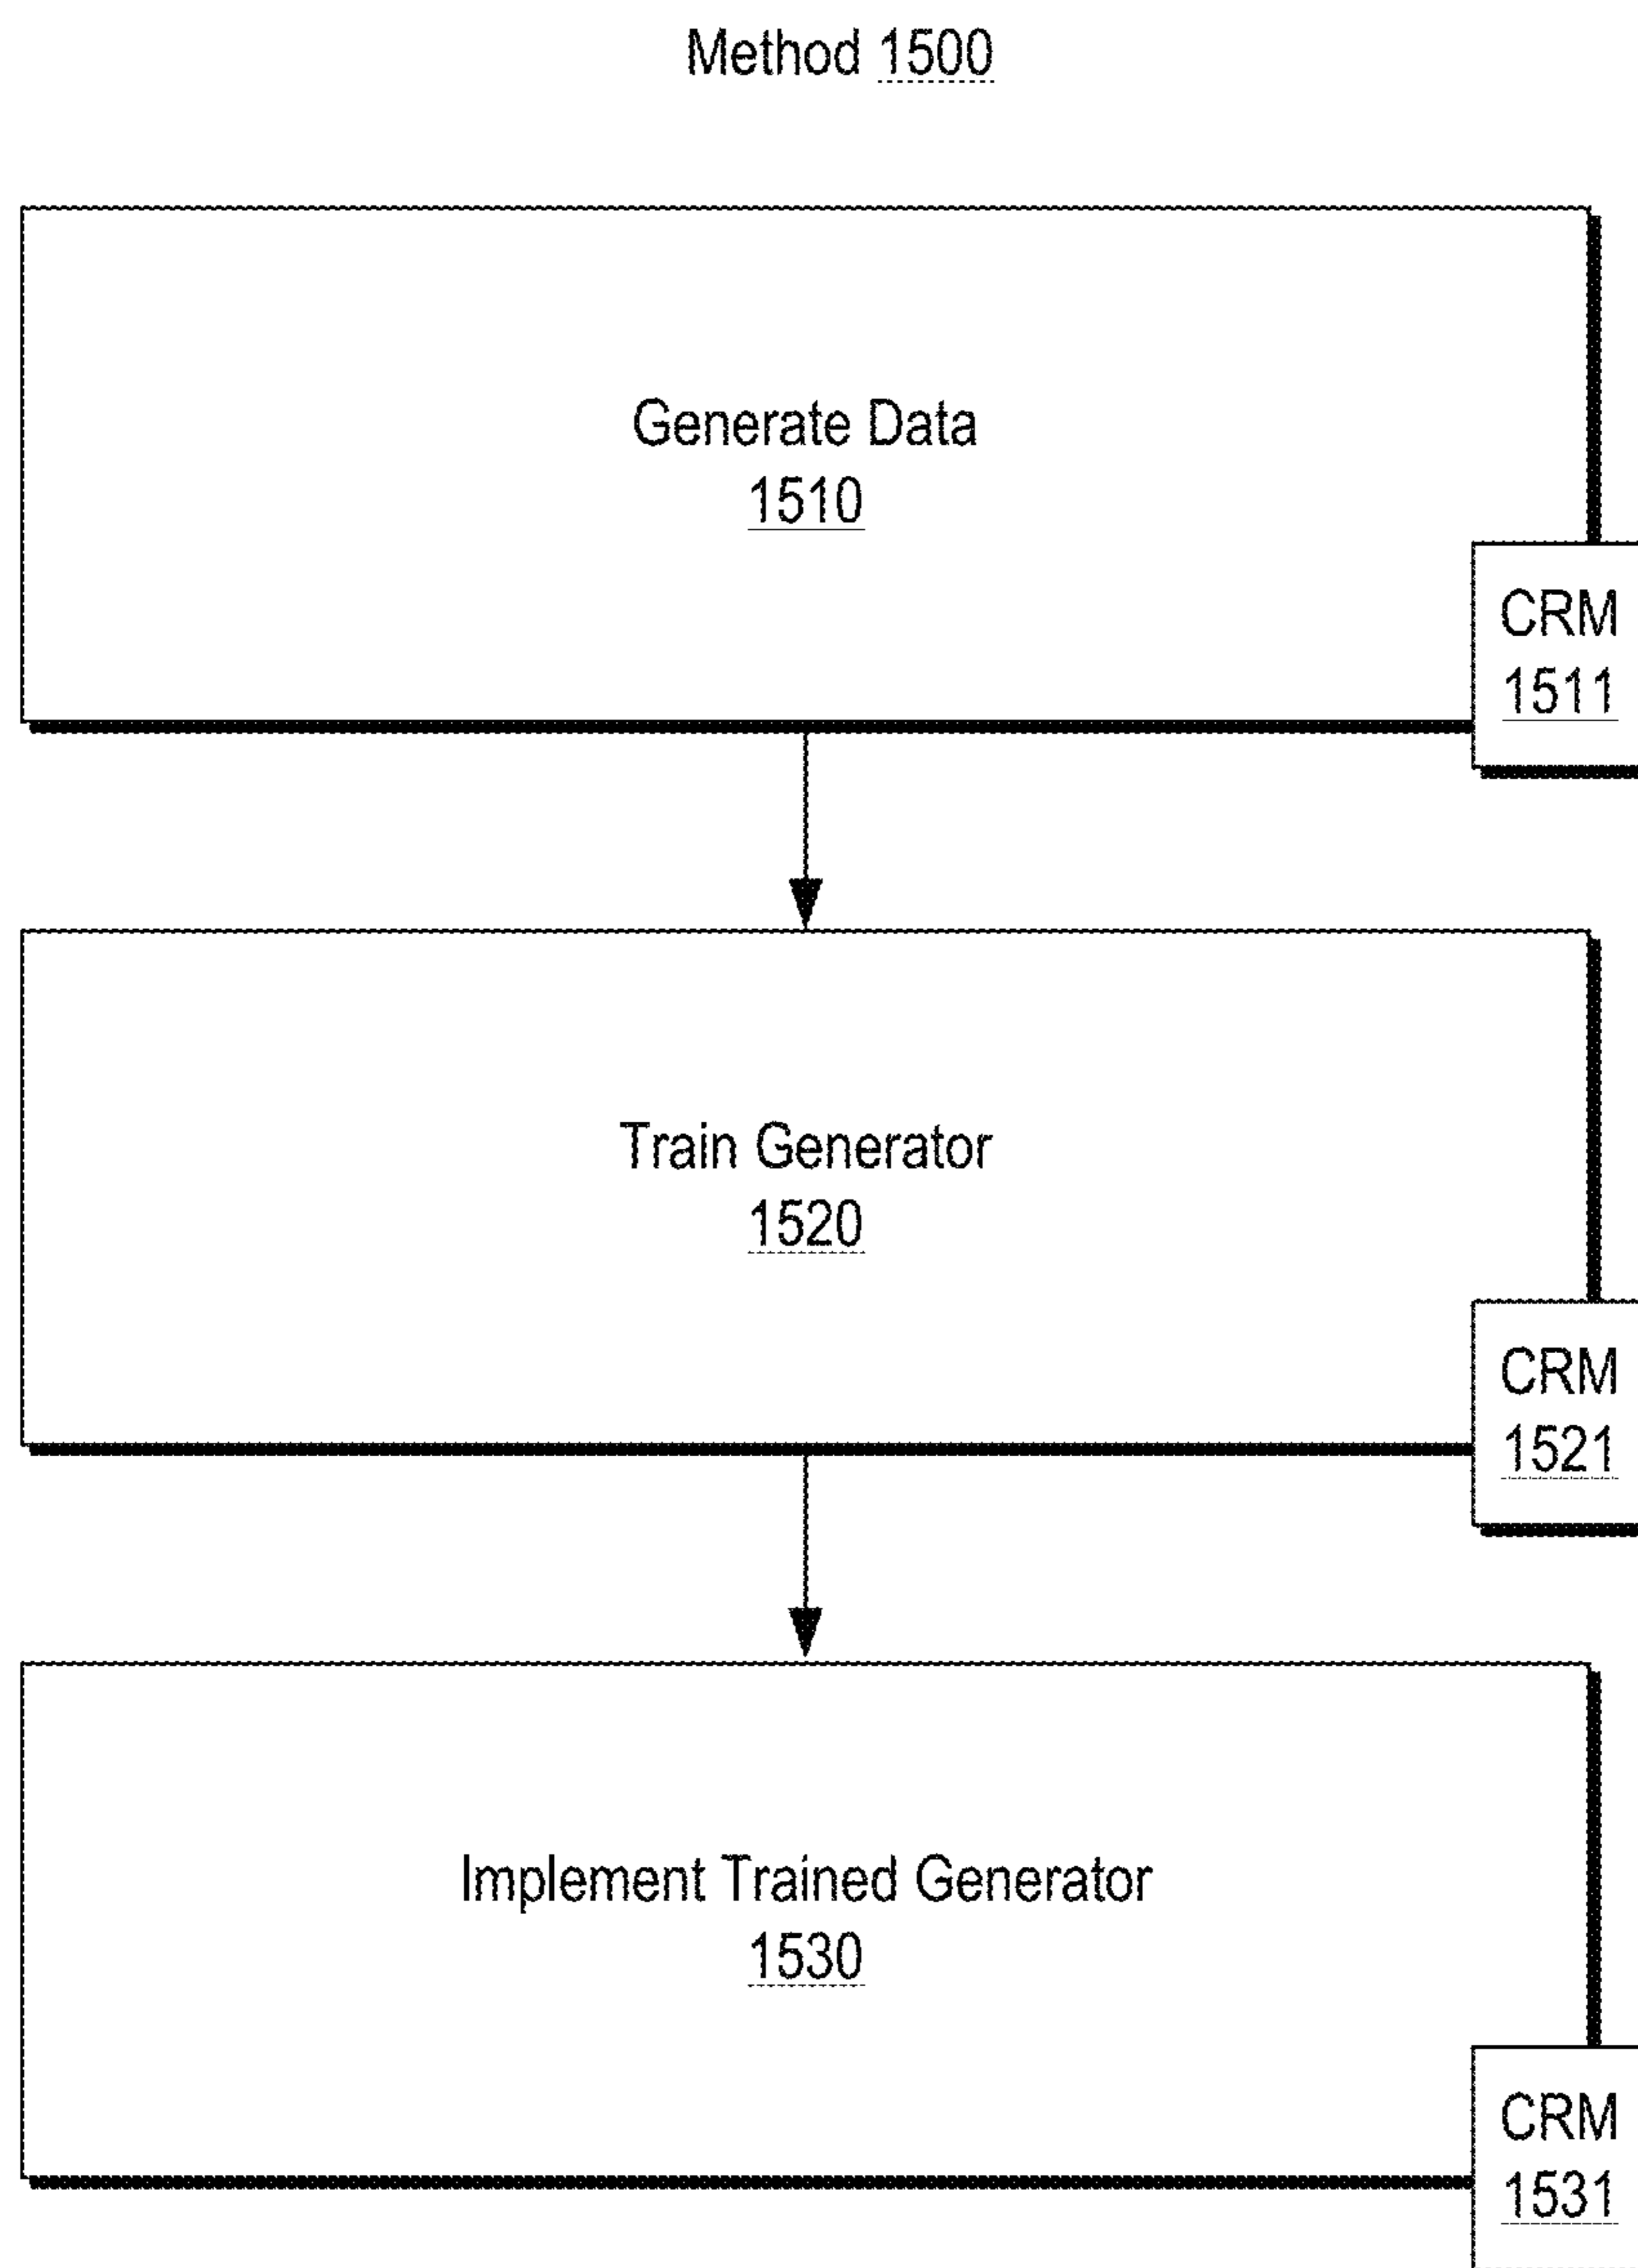 Method 1500
Generate Data
1510
CRM
1511
Train Generator
1520
CRM
1521
Implement Trained Generator
1530
CRM
1531